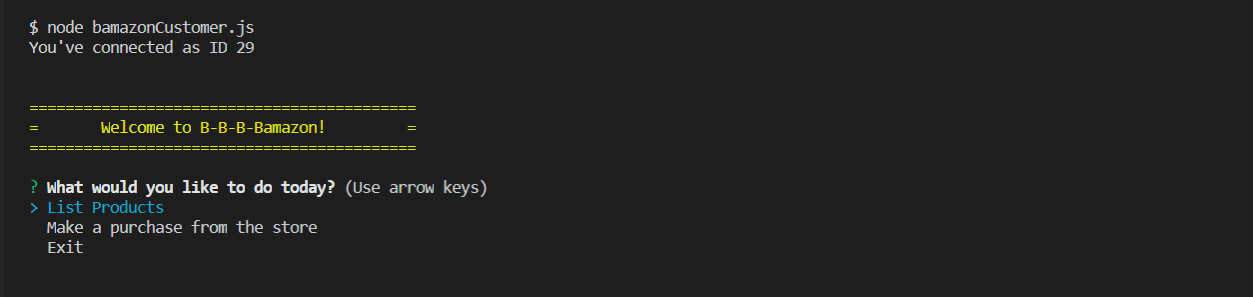 $ node bamazonCustomer.js
You've connected as ID 29
===========================================
=       Welcome to B-B-B-Bamazon!         =
===========================================
? What would you like to do today? (Use arrow keys)
> List Products
  Make a purchase from the store
  Exit